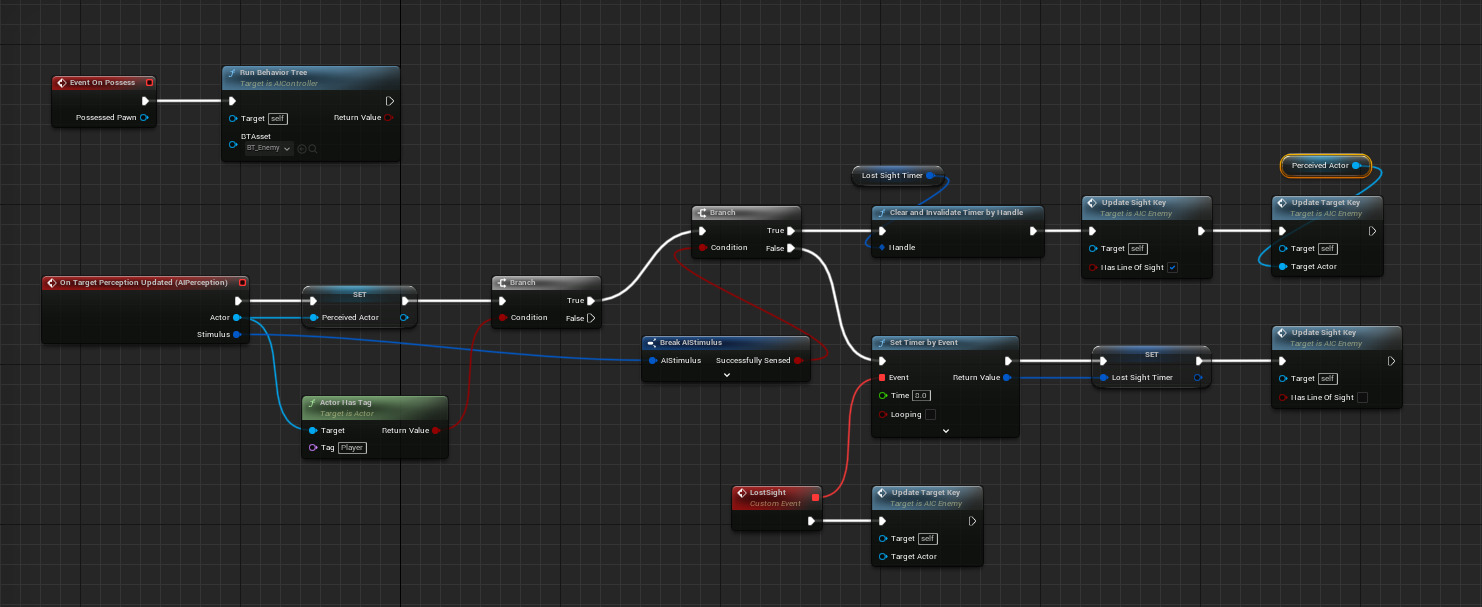 Event On Possess
Possessed Pawn
Run Behavior Tree
Target is AIController
Target self
Return Value
BTAsset
BT_Enemy
On Target Perception Updated (AIPerception)
Actor
Stimulus
SET
Perceived Actor
Actor Has Tag
Target is Actor
Target
Return Value
Tag Player
Branch
True
Condition
False
Break AIStimulus
AIStimulus
Successfully Sensed
Branch
True
Condition
False
Lost Sight Timer
Clear and Invalidate Timer by Handle
Handle
Update Sight Key
Target is AIC Enemy
Target self
Has Line Of Sight
Perceived Actor
Update Target Key
Target is AIC Enemy
Target self
Target Actor
Set Timer by Event
Event
Return Value
Time 8.0
Looping
SET
Lost Sight Timer
Update Sight Key
Target is AIC Enemy
Target self
Has Line Of Sight
LostSight
Custom Event
Update Target Key
Target is AIC Enemy
Target self
Target Actor